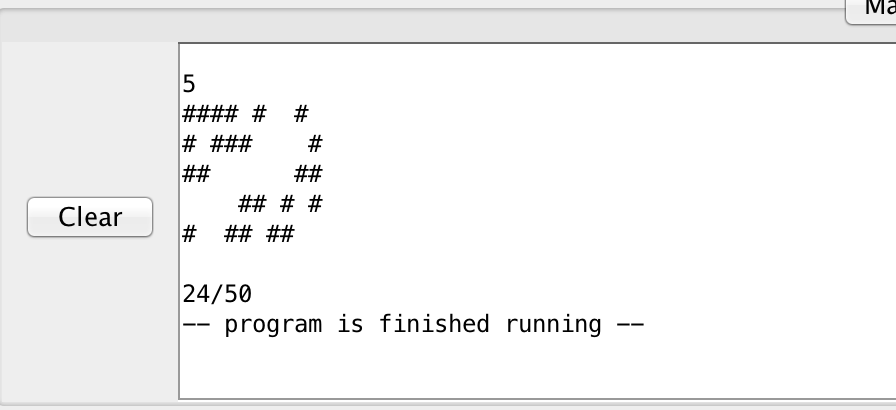 5
#### #  #
# ###    #
##      ##
    ## # #
#  ## ##
Clear
24/50
-- program is finished running --